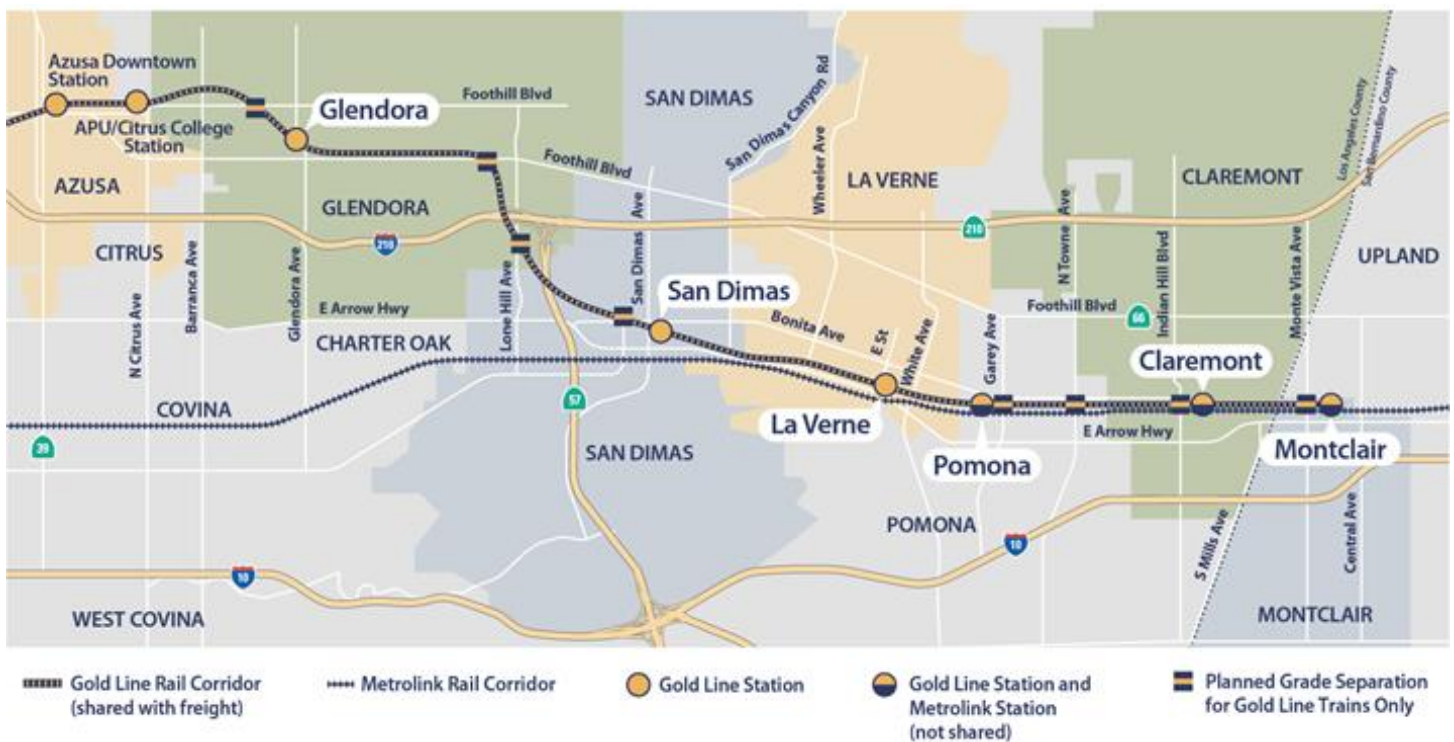 Azusa Downtown
Station
APU/Citrus College
Station
Glendora
Foothill Blvd
SAN DIMAS
San Dimas Canyon Rd
Wheeler Ave
Los Angeles County
San Bernardino County
AZUSA
GLENDORA
Foothill Blvd
LA VERNE
CLAREMONT
210
210
CITRUS
N Citrus Ave
Barranca Ave
Glendora Ave
Lone Hill Ave
San Dimas Ave
N Towne Ave
Indian Hill Blvd
Monte Vista Ave
UPLAND
San Dimas
E Arrow Hwy
CHARTER OAK
Bonita Ave
E St
White Ave
Garey Ave
Foothill Blvd
66
Claremont
COVINA
57
39
La Verne
E Arrow Hwy
SAN DIMAS
Pomona
Montclair
POMONA
10
10
S Mills Ave
Central Ave
WEST COVINA
MONTCLAIR
Gold Line Rail Corridor
(shared with freight)
Metrolink Rail Corridor
Gold Line Station
Gold Line Station and
Metrolink Station
(not shared)
Planned Grade Separation
for Gold Line Trains Only